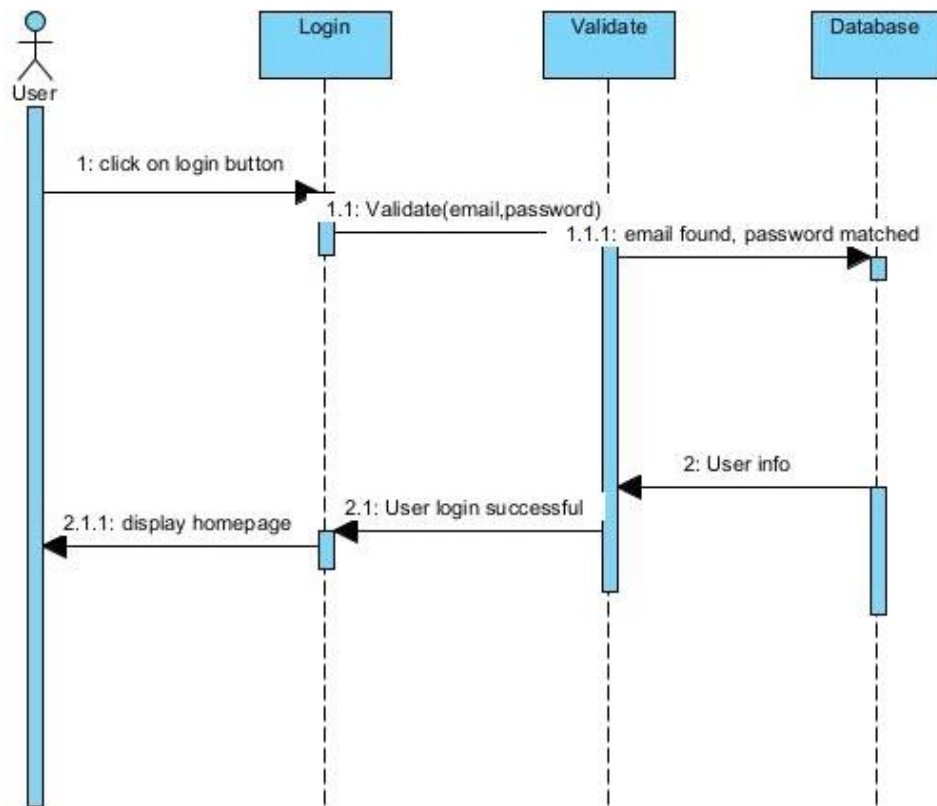 Login
Validate
Database
User
1: click on login button
1.1: Validate(email,password)
1.1.1: email found, password matched
2: User info
2.1: User login successful
2.1.1: display homepage